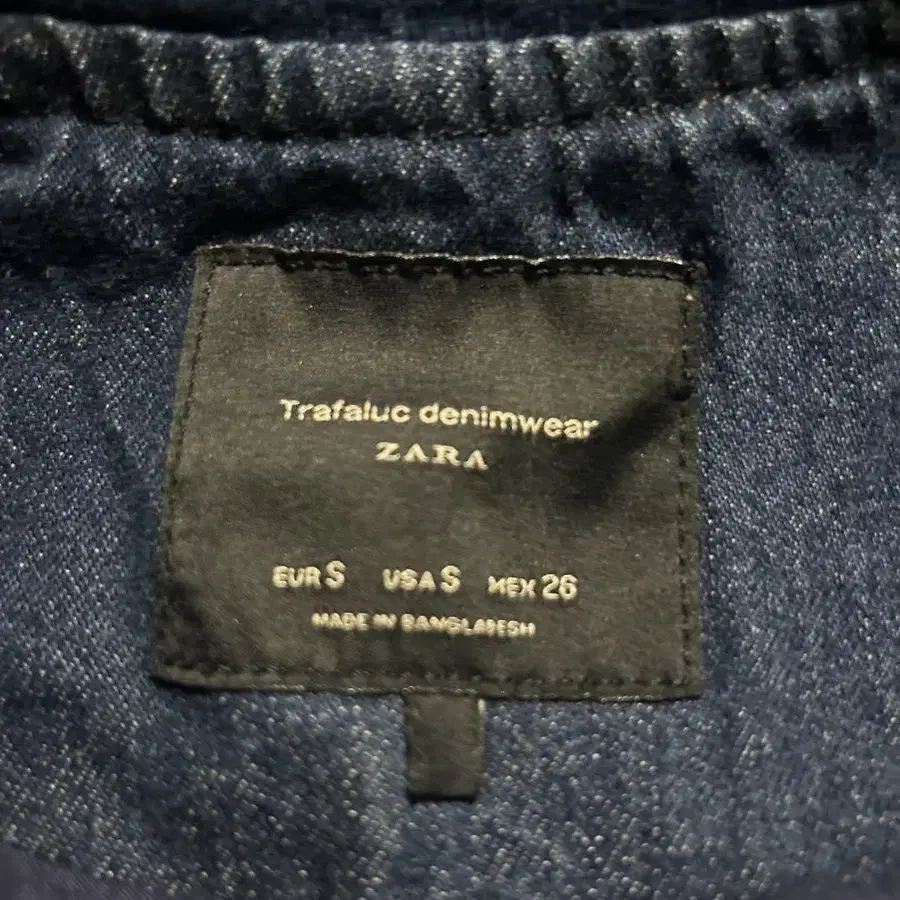 Trafaluc denimwear
ZARA
EUR S USA S MEX 26
MADE IN BANGLADESH